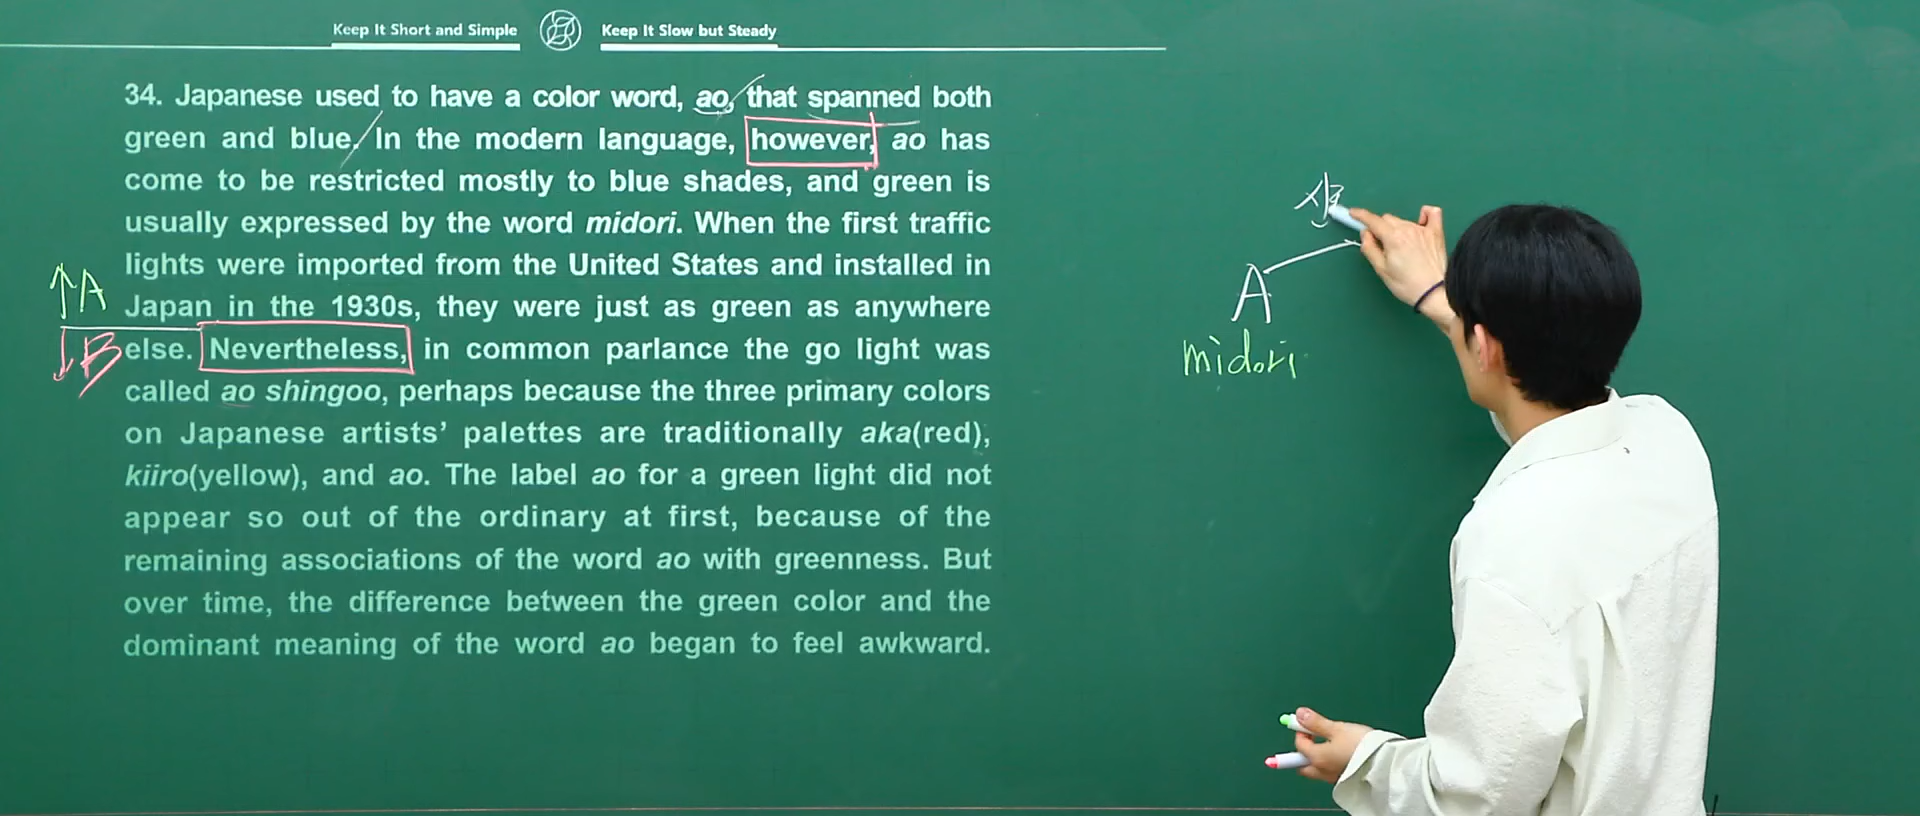 Keep It Short and Simple
Keep It Slow but Steady
34. Japanese used to have a color word, ao, that spanned both
green and blue. In the modern language, however, ao has
come to be restricted mostly to blue shades, and green is
usually expressed by the word midori. When the first traffic
lights were imported from the United States and installed in
Japan in the 1930s, they were just as green as anywhere
else. Nevertheless, in common parlance the go light was
called ao shingoo, perhaps because the three primary colors
on Japanese artists’ palettes are traditionally aka(red),
kiiro(yellow), and ao. The label ao for a green light did not
appear so out of the ordinary at first, because of the
remaining associations of the word ao with greenness. But
over time, the difference between the green color and the
dominant meaning of the word ao began to feel awkward.
↑A
↓B
A
midori